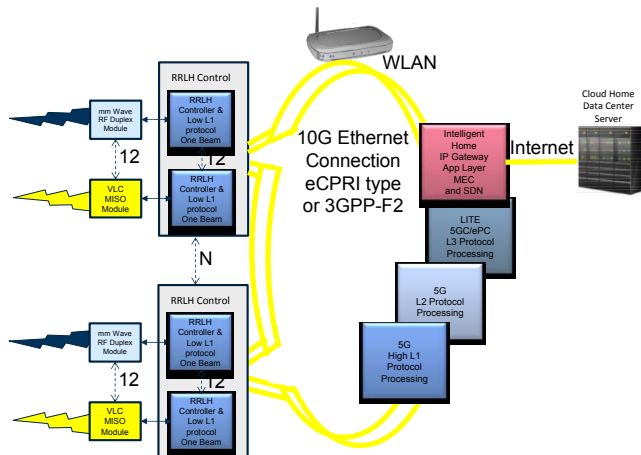 RRLH Control
mm Wave
RF Duplex
Module
RRLH
Controller &
Low L1
protocol
One Beam
12
12
VLC
MISO
Module
RRLH
Controller &
Low L1
protocol
One Beam
N
RRLH Control
mm Wave
RF Duplex
Module
RRLH
Controller &
Low L1
protocol
One Beam
12
12
VLC
MISO
Module
RRLH
Controller &
Low L1
protocol
One Beam
WLAN
10G Ethernet
Connection
eCPRI type
or 3GPP-F2
Intelligent
Home
IP Gateway
App Layer
MEC
and SDN
Internet
Cloud Home
Data Center
Server
LITE
5GC/ePC
L3 Protocol
Processing
5G
L2 Protocol
Processing
5G
High L1
Protocol
Processing